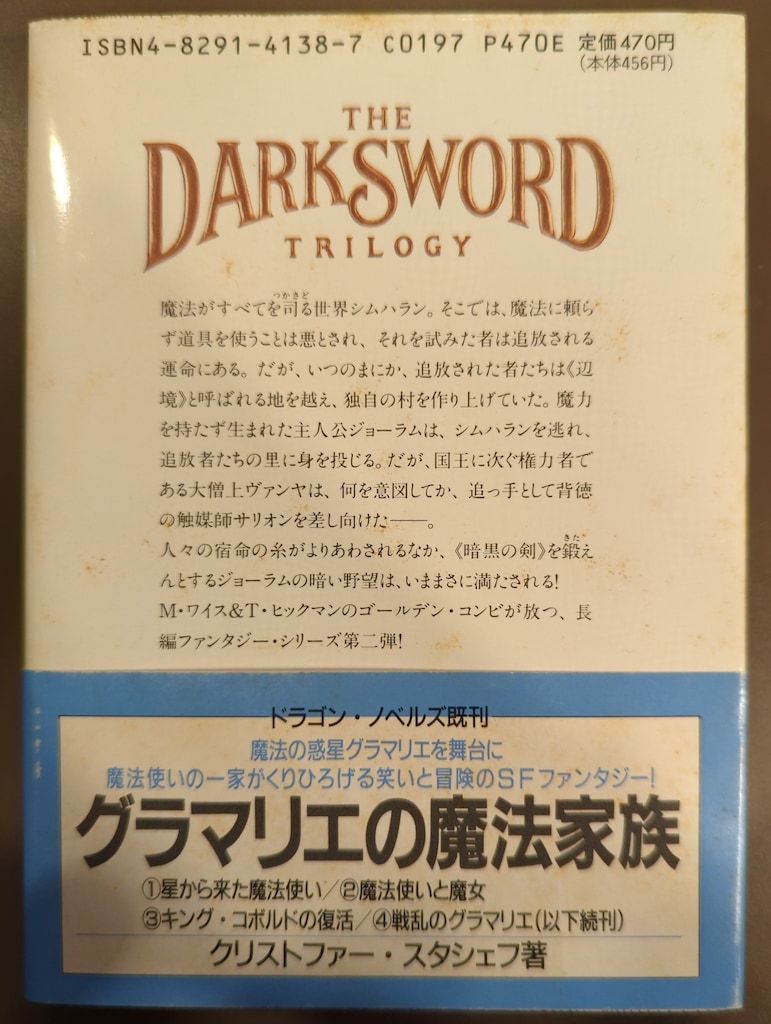 ISBN4-8291-4138-7 C0197 P470E 定価470円
(本体456円)
THE
DARKSWORD
TRILOGY
魔法がすべてを司る世界シムハラン。そこでは、魔法に頼ら
つかさど
ず道具を使うことは悪とされ、それを試みた者は追放される
運命にある。だが、いつのまにか、追放された者たちは《辺
境》と呼ばれる地を越え、独自の村を作り上げていた。魔力
を持たず生まれた主人公ジョーラムは、シムハランを逃れ、
追放者たちの里に身を投じる。だが、国王に次ぐ権力者で
ある大僧上ヴァンヤは、何を意図してか、追っ手として背徳
の触媒師サリオンを差し向けた――。
人々の宿命の糸がよりあわされるなか、《暗黒の剣》を鍛え
きた
んとするジョーラムの暗い野望は、いままさに満たされる!
M・ワイス&T・ヒックマンのゴールデン・コンビが放つ、長
編ファンタジー・シリーズ第二弾!
ドラゴン・ノベルズ既刊
魔法の惑星グラマリエを舞台に
魔法使いの一家がくりひろげる笑いと冒険のSFファンタジー!
グラマリエの魔法家族
①星から来た魔法使い/②魔法使いと魔女
③キング・コボルドの復活/④戦乱のグラマリエ(以下続刊)
クリストファー・スタシェフ著